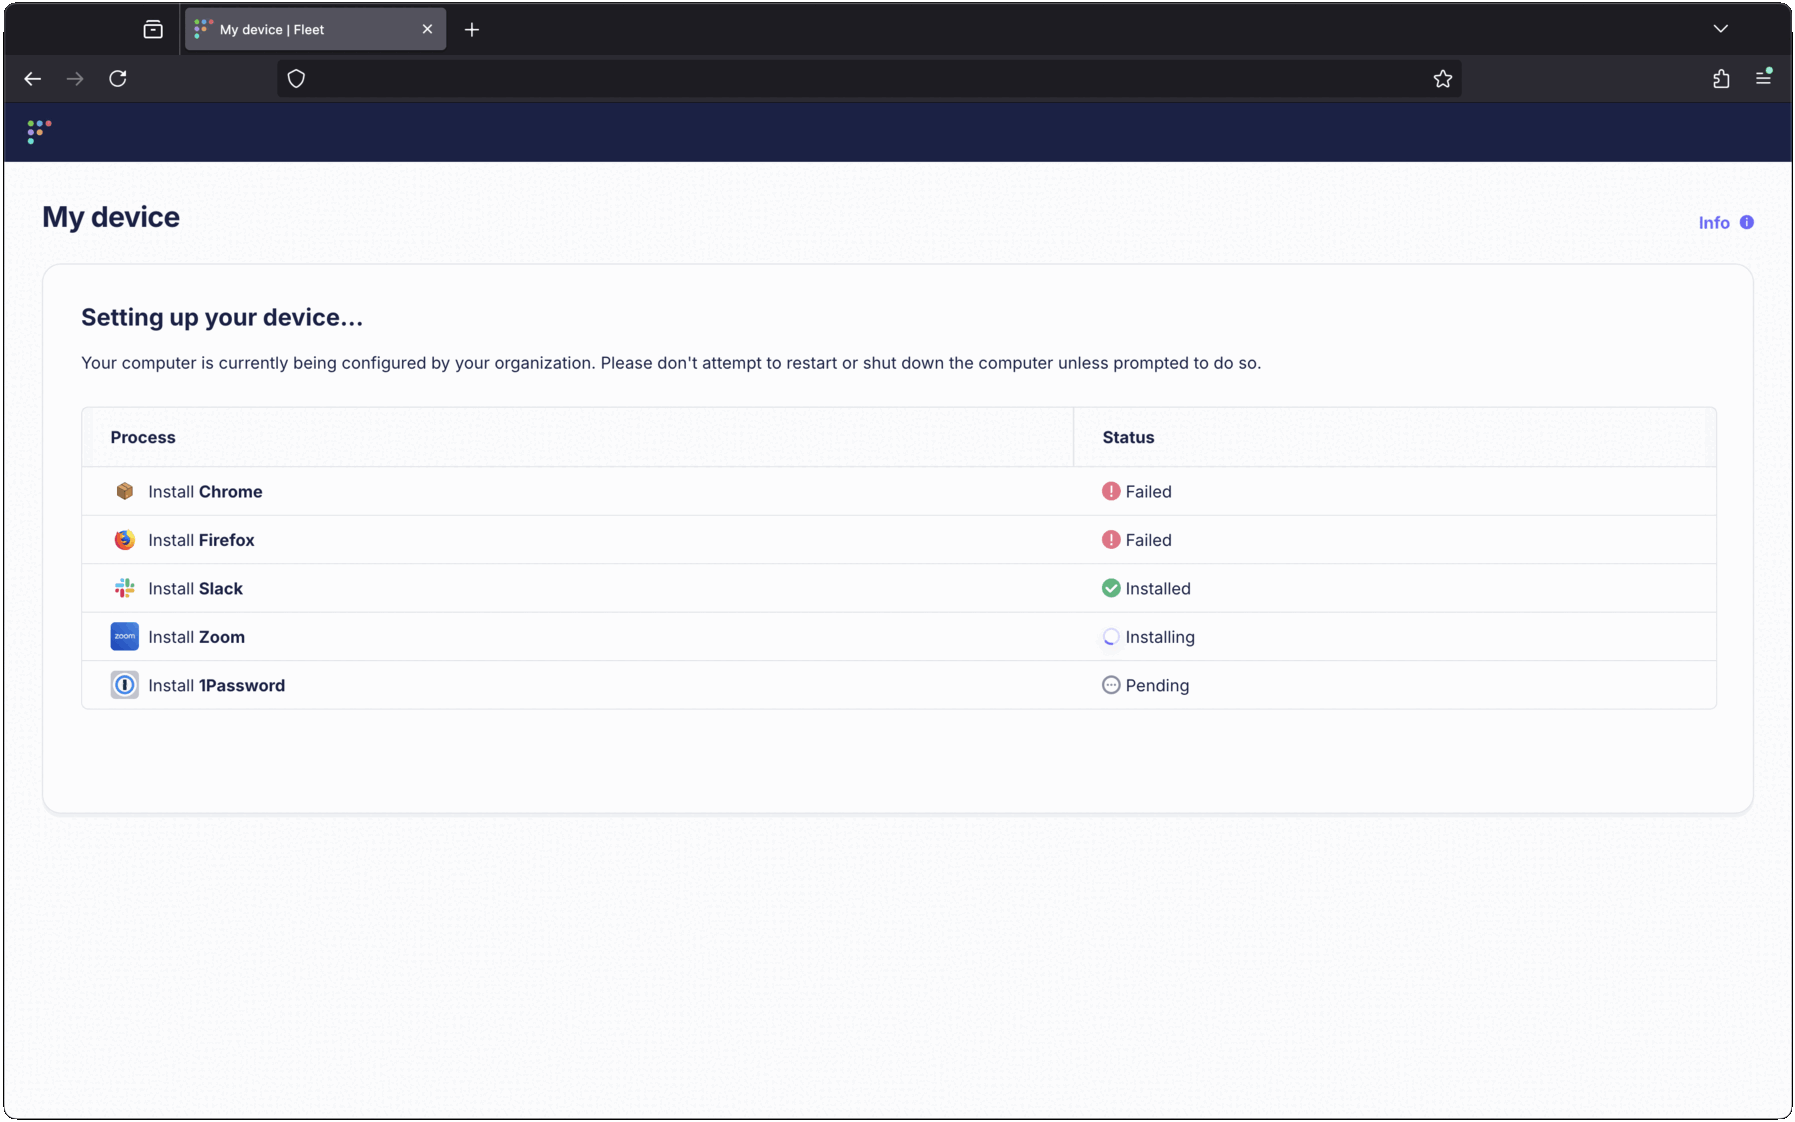 My device | Fleet
My device
Info
Setting up your device...
Your computer is currently being configured by your organization. Please don't attempt to restart or shut down the computer unless prompted to do so.
Process Status
Install Chrome Failed
Install Firefox Failed
Install Slack Installed
zoom Install Zoom Installing
Install 1Password Pending